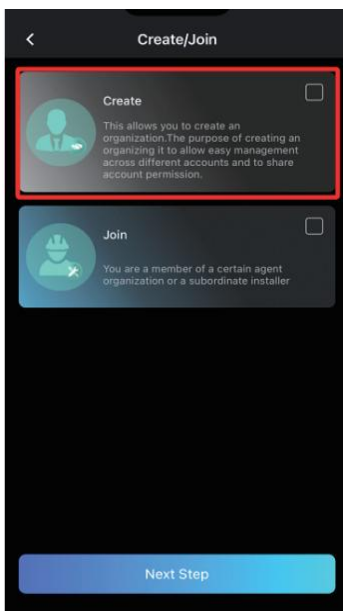 Create/Join
Create
This allows you to create an
organization.The purpose of creating an
organizing it to allow easy management
across different accounts and to share
account permission.
Join
You are a member of a certain agent
organization or a subordinate installer
Next Step